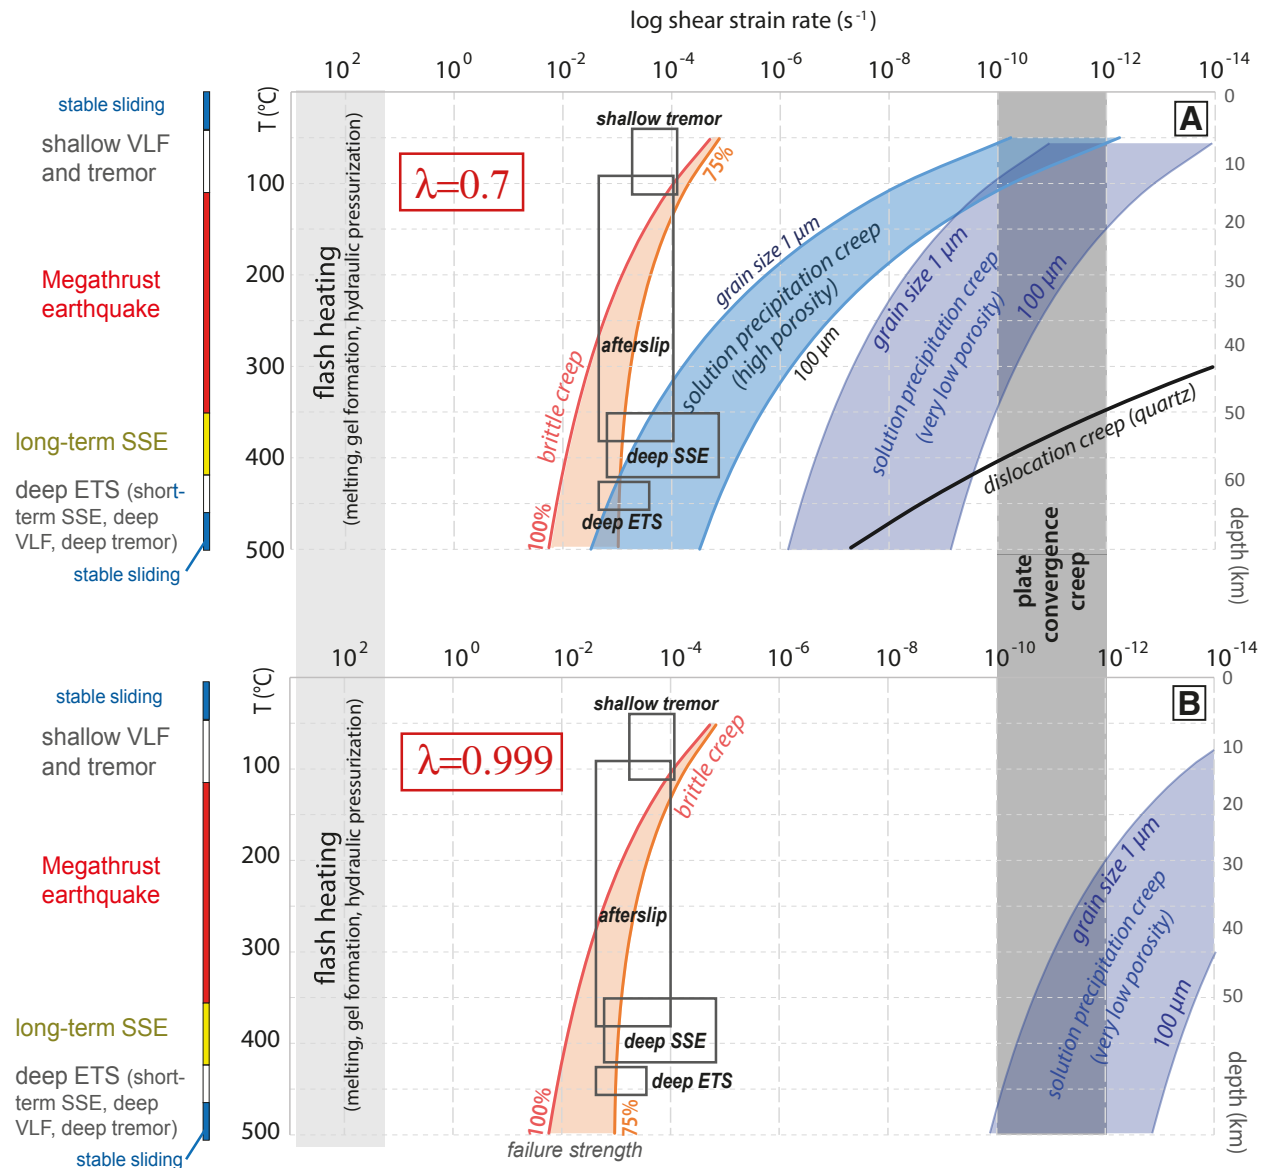 log shear strain rate (s-1)
10^2 10^0 10^-2 10^-4 10^-6 10^-8 10^-10 10^-12 10^-14
T (°C)
0
A
stable sliding
shallow VLF
and tremor
Megathrust
earthquake
long-term SSE
deep ETS (short-
term SSE, deep
VLF, deep tremor)
stable sliding
100
200
300
400
500
flash heating
(melting, gel formation, hydraulic pressurization)
λ=0.7
shallow tremor
75%
afterslip
brittle creep
100%
deep SSE
deep ETS
grain size 1 µm
solution precipitation creep
(high porosity)
100 µm
grain size 1 µm
solution precipitation creep
(very low porosity)
100 µm
dislocation creep (quartz)
plate
convergence
creep
10
20
30
40
50
60
depth (km)
10^2 10^0 10^-2 10^-4 10^-6 10^-8 10^-10 10^-12 10^-14
T (°C)
0
B
stable sliding
shallow VLF
and tremor
Megathrust
earthquake
long-term SSE
deep ETS (short-
term SSE, deep
VLF, deep tremor)
stable sliding
100
200
300
400
500
flash heating
(melting, gel formation, hydraulic pressurization)
λ=0.999
shallow tremor
brittle creep
afterslip
deep SSE
deep ETS
100%
75%
failure strength
grain size 1 µm
solution precipitation creep
(very low porosity)
100 µm
10
20
30
40
50
depth (km)